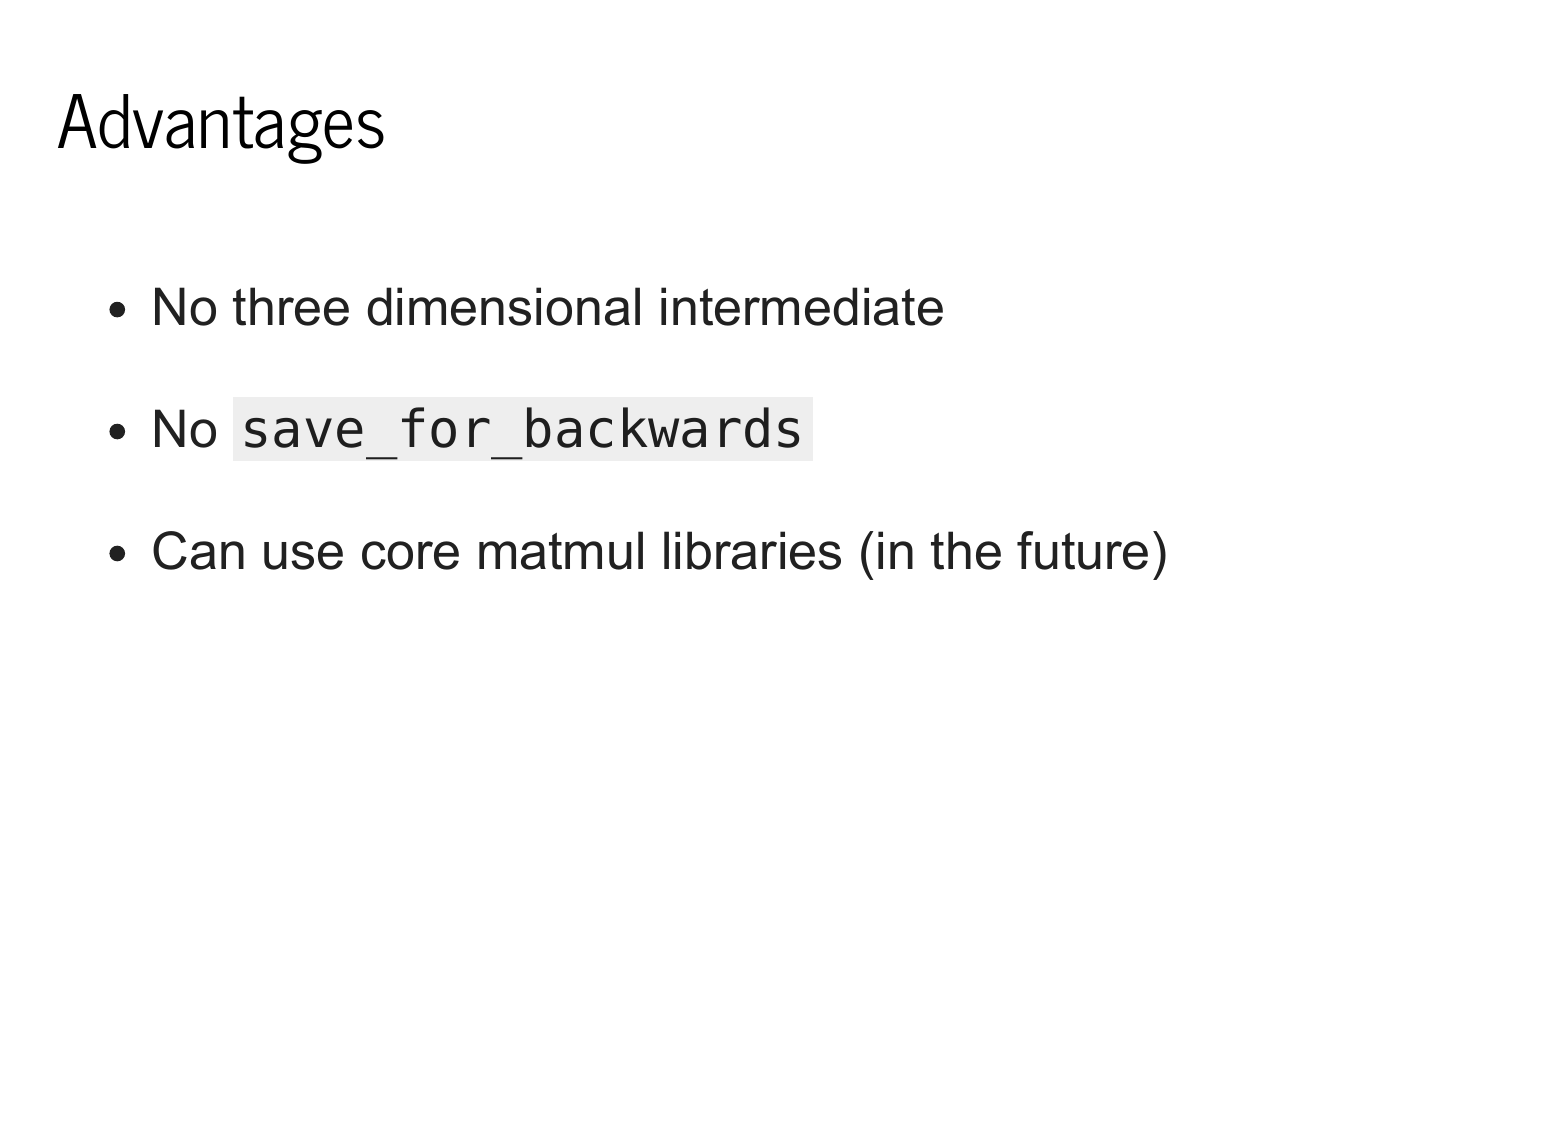 Advantages
No three dimensional intermediate
No save_for_backwards
Can use core matmul libraries (in the future)